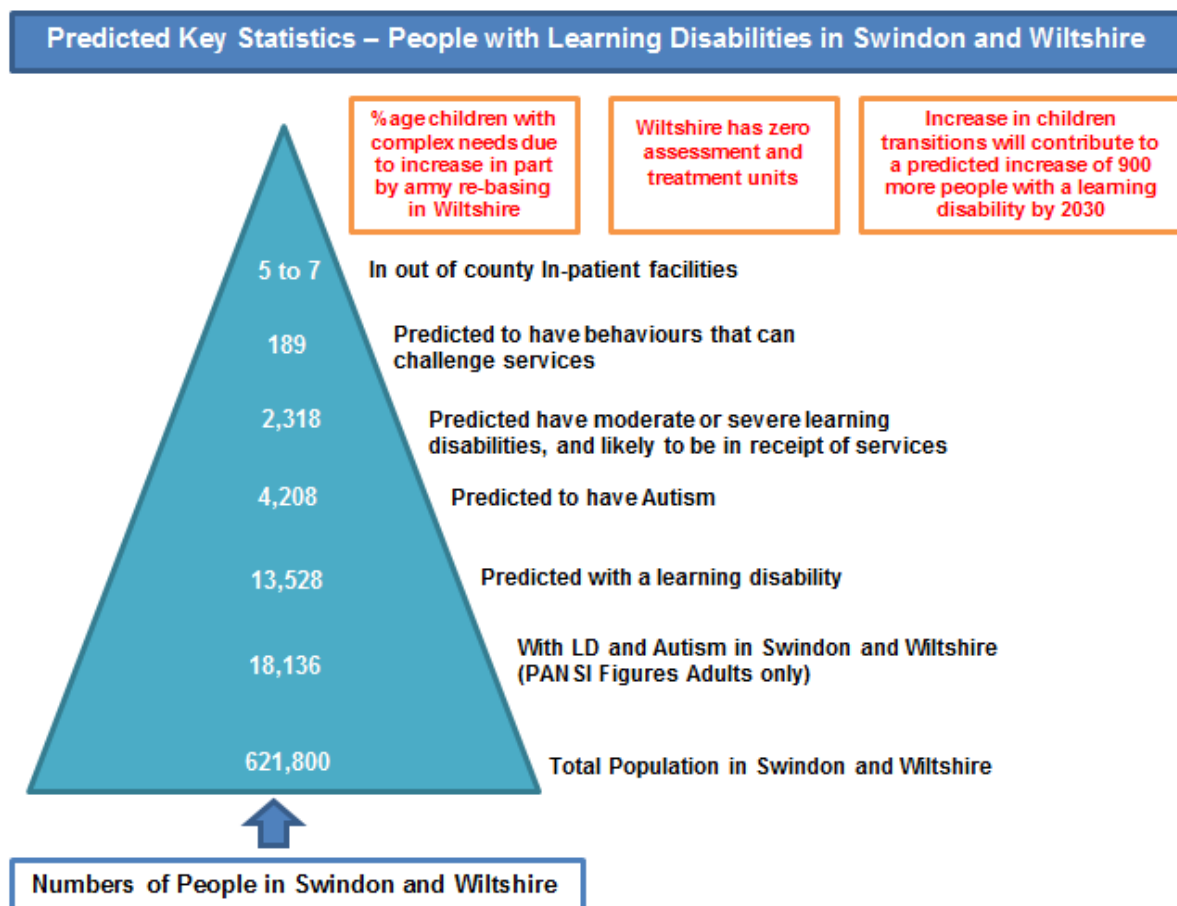 Predicted Key Statistics – People with Learning Disabilities in Swindon and Wiltshire
%age children with
complex needs due
to increase in part
by army re-basing
in Wiltshire
Wiltshire has zero
assessment and
treatment units
Increase in children
transitions will contribute to
a predicted increase of 900
more people with a learning
disability by 2030
5 to 7
In out of county In-patient facilities
189
Predicted to have behaviours that can
challenge services
2,318
Predicted have moderate or severe learning
disabilities, and likely to be in receipt of services
4,208
Predicted to have Autism
13,528
Predicted with a learning disability
18,136
With LD and Autism in Swindon and Wiltshire
(PANSI Figures Adults only)
621,800
Total Population in Swindon and Wiltshire
Numbers of People in Swindon and Wiltshire